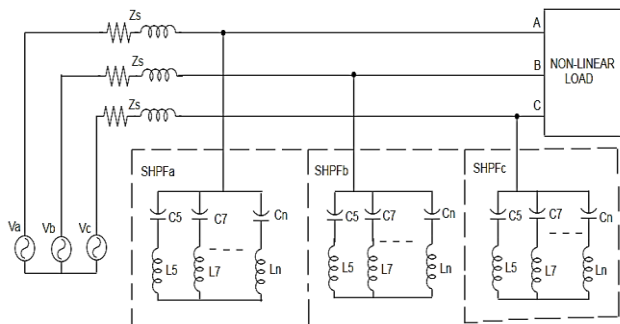 Zs
A
Zs
B
NON-LINEAR
LOAD
Zs
C
SHPFa
SHPFb
SHPFc
C5
C7
Cn
C5
C7
Cn
C5
C7
Cn
Va
Vb
Vc
L5
L7
Ln
L5
L7
Ln
L5
L7
Ln